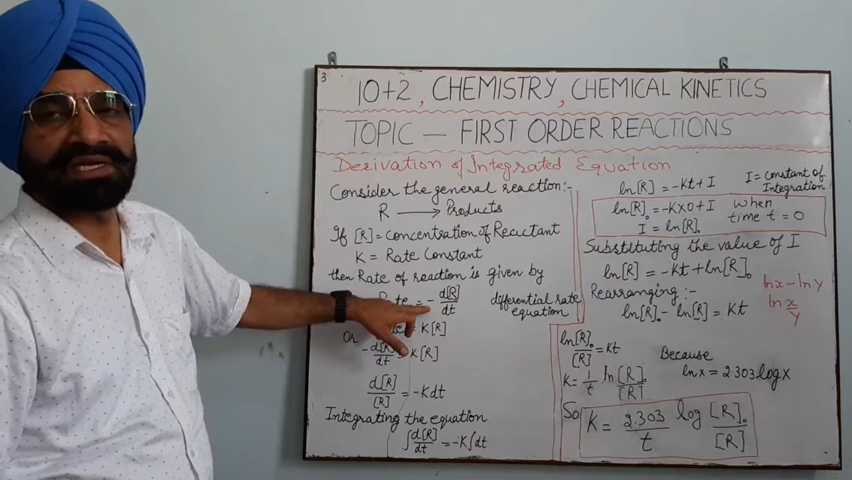 3
10+2, CHEMISTRY, CHEMICAL KINETICS
TOPIC — FIRST ORDER REACTIONS
Derivation of Integrated Equation
Consider the general reaction:-
R ⟶ Products
If [R] = Concentration of Reactant
K = Rate Constant
then Rate of reaction is given by
= - d[R]/dt
differential rate
equation
= K[R]
Or
- d[R]/dt = K[R]
d[R]/[R] = -Kdt
Integrating the equation
∫ d[R]/dt = -K∫dt
ln[R] = -Kt + I
I = Constant of
Integration
ln[R]₀ = -K×0 + I
I = ln[R]₀
when
time t = 0
Substituting the value of I
ln[R] = -Kt + ln[R]₀
Rearranging :-
ln[R]₀ - ln[R] = Kt
ln x - ln y
ln x/y
ln[R]₀/[R] = Kt
K = 1/t ln [R]₀/[R]
Because
ln x = 2.303 log x
So
K = 2.303/t log [R]₀/[R]